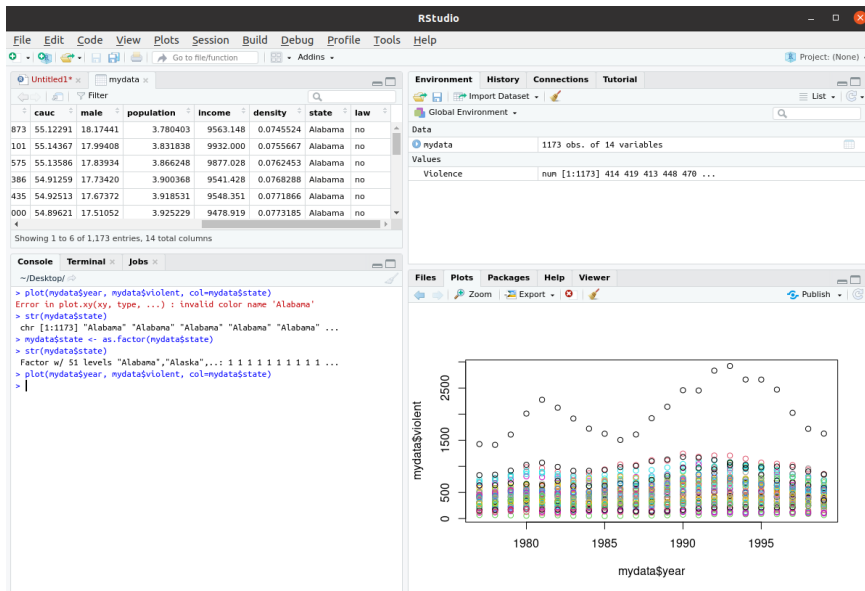 RStudio
File Edit Code View Plots Session Build Debug Profile Tools Help
Go to file/function
Addins
Project: (None)
Untitled1*
mydata
Filter
cauc male population income density state law
873 55.12291 18.17441 3.780403 9563.148 0.0745524 Alabama no
101 55.14367 17.99408 3.831838 9932.000 0.0755667 Alabama no
575 55.13586 17.83934 3.866248 9877.028 0.0762453 Alabama no
386 54.91259 17.73420 3.900368 9541.428 0.0768288 Alabama no
435 54.92513 17.67372 3.918531 9548.351 0.0771866 Alabama no
000 54.89621 17.51052 3.925229 9478.919 0.0773185 Alabama no
Showing 1 to 6 of 1,173 entries, 14 total columns
Console Terminal Jobs
~/Desktop/
> plot(mydata$year, mydata$violent, col=mydata$state)
Error in plot.xy(xy, type, ...) : invalid color name 'Alabama'
> str(mydata$state)
chr [1:1173] "Alabama" "Alabama" "Alabama" "Alabama" "Alabama" ...
> mydata$state <- as.factor(mydata$state)
> str(mydata$state)
Factor w/ 51 levels "Alabama","Alaska",..: 1 1 1 1 1 1 1 1 1 1 ...
> plot(mydata$year, mydata$violent, col=mydata$state)
>
Environment History Connections Tutorial
Import Dataset
List
Global Environment
Data
mydata 1173 obs. of 14 variables
Values
Violence num [1:1173] 414 419 413 448 470 ...
Files Plots Packages Help Viewer
Zoom Export Publish
mydata$violent
2500
1500
500
0
1980 1985 1990 1995
mydata$year